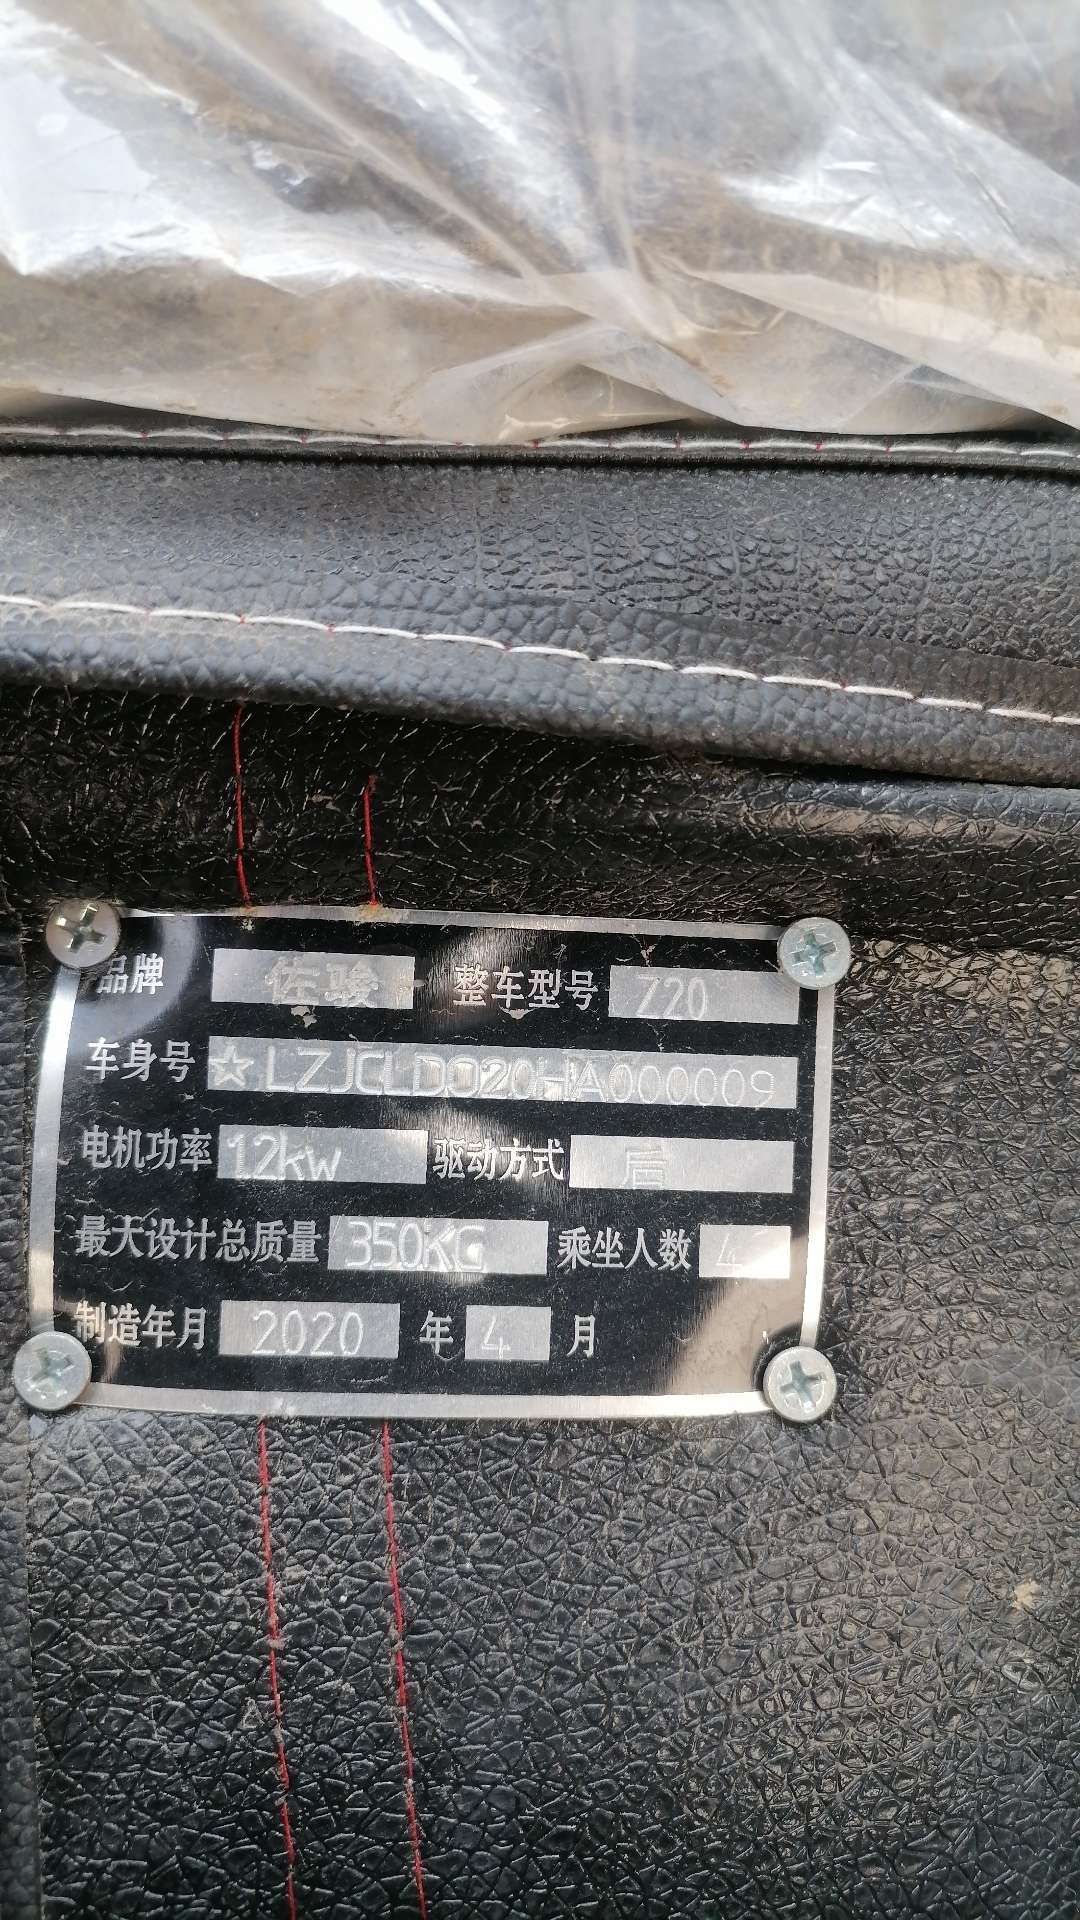 品牌 佐骏 整车型号 Z20
车身号 ☆LZJCLD020HA000009
电机功率 1.2kw 驱动方式 后
最大设计总质量 350KG 乘坐人数 4
制造年月 2020 年 4 月